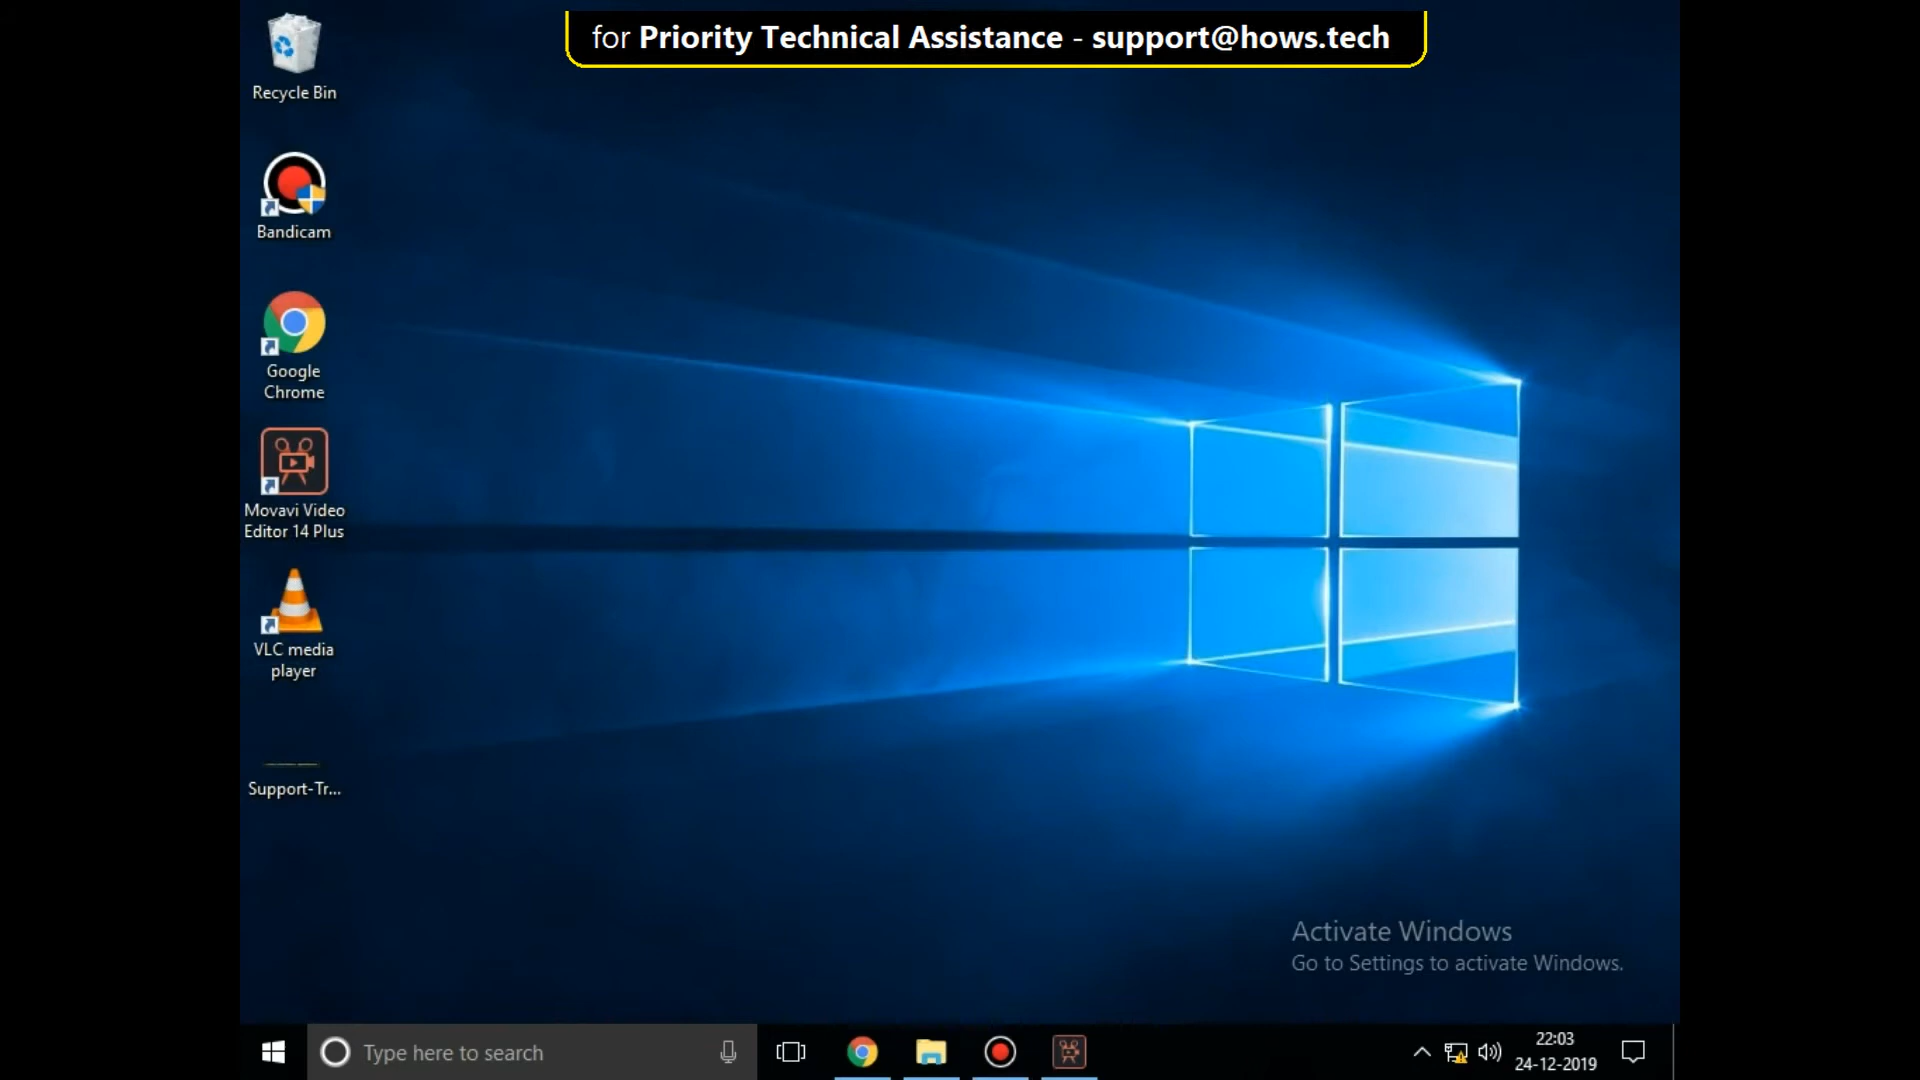 for Priority Technical Assistance - support@hows.tech
Recycle Bin
Bandicam
Google
Chrome
Movavi Video
Editor 14 Plus
VLC media
player
Support-Tr...
Activate Windows
Go to Settings to activate Windows.
Type here to search
22:03
24-12-2019